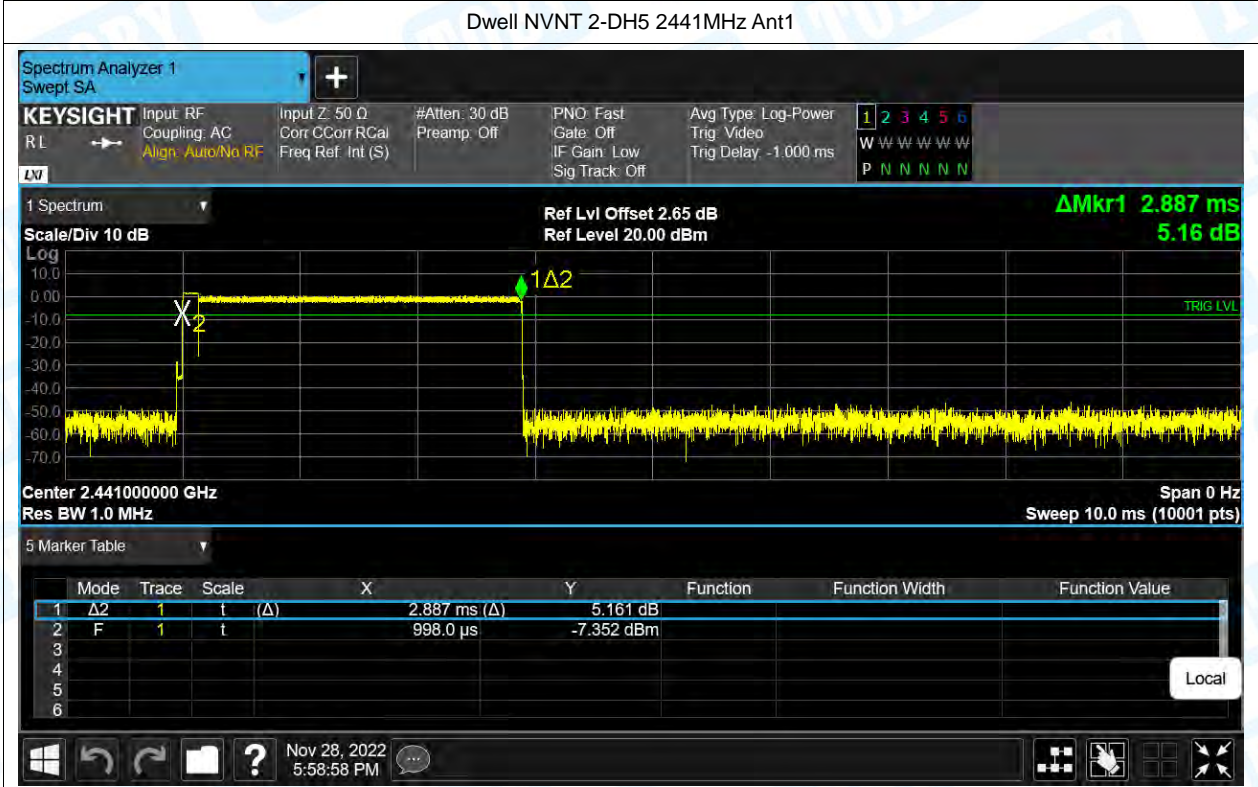 Dwell NVNT 2-DH5 2441MHz Ant1
Spectrum Analyzer 1
Swept SA
+
KEYSIGHT Input: RF Input Z: 50 Ω #Atten: 30 dB PNO: Fast Avg Type: Log-Power 1 2 3 4 5 6
R L Coupling: AC Corr CCorr RCal Preamp: Off Gate: Off Trig: Video W W W W W W
Align: Auto/No RF Freq Ref: Int (S) IF Gain: Low Trig Delay: -1.000 ms P N N N N N
LXI Sig Track: Off
1 Spectrum Ref Lvl Offset 2.65 dB ΔMkr1 2.887 ms
Scale/Div 10 dB Ref Level 20.00 dBm 5.16 dB
Log
10.0
1Δ2
0.00
TRIG LVL
-10.0
X2
-20.0
-30.0
-40.0
-50.0
-60.0
-70.0
Center 2.441000000 GHz Span 0 Hz
Res BW 1.0 MHz Sweep 10.0 ms (10001 pts)
5 Marker Table
Mode Trace Scale X Y Function Function Width Function Value
1 Δ2 1 t (Δ) 2.887 ms (Δ) 5.161 dB
2 F 1 t 998.0 µs -7.352 dBm
3
4
5
6
Local
? Nov 28, 2022
5:58:58 PM